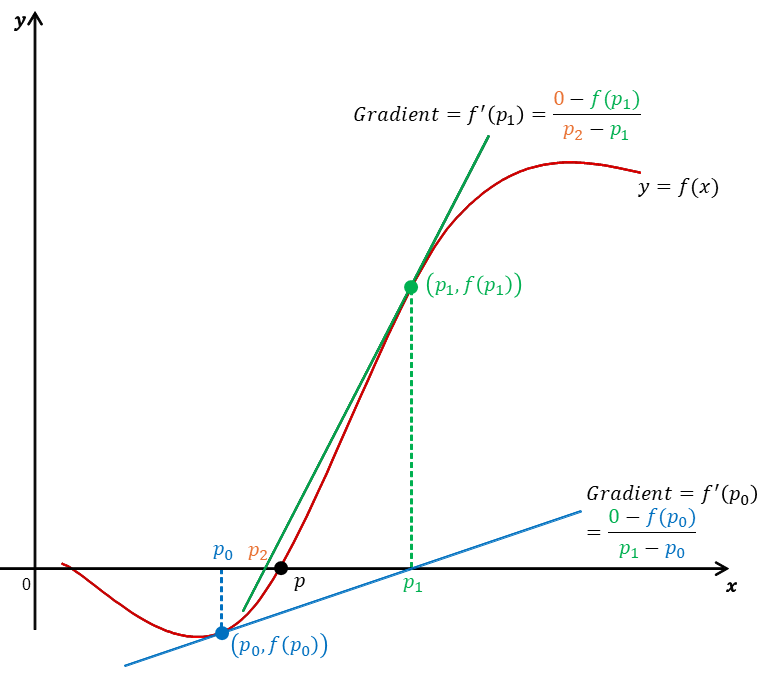 y
Gradient = f′(p₁) = (0 − f(p₁))/(p₂ − p₁)
y = f(x)
(p₁, f(p₁))
Gradient = f′(p₀)
= (0 − f(p₀))/(p₁ − p₀)
p₀ p₂
0 p p₁ x
(p₀, f(p₀))